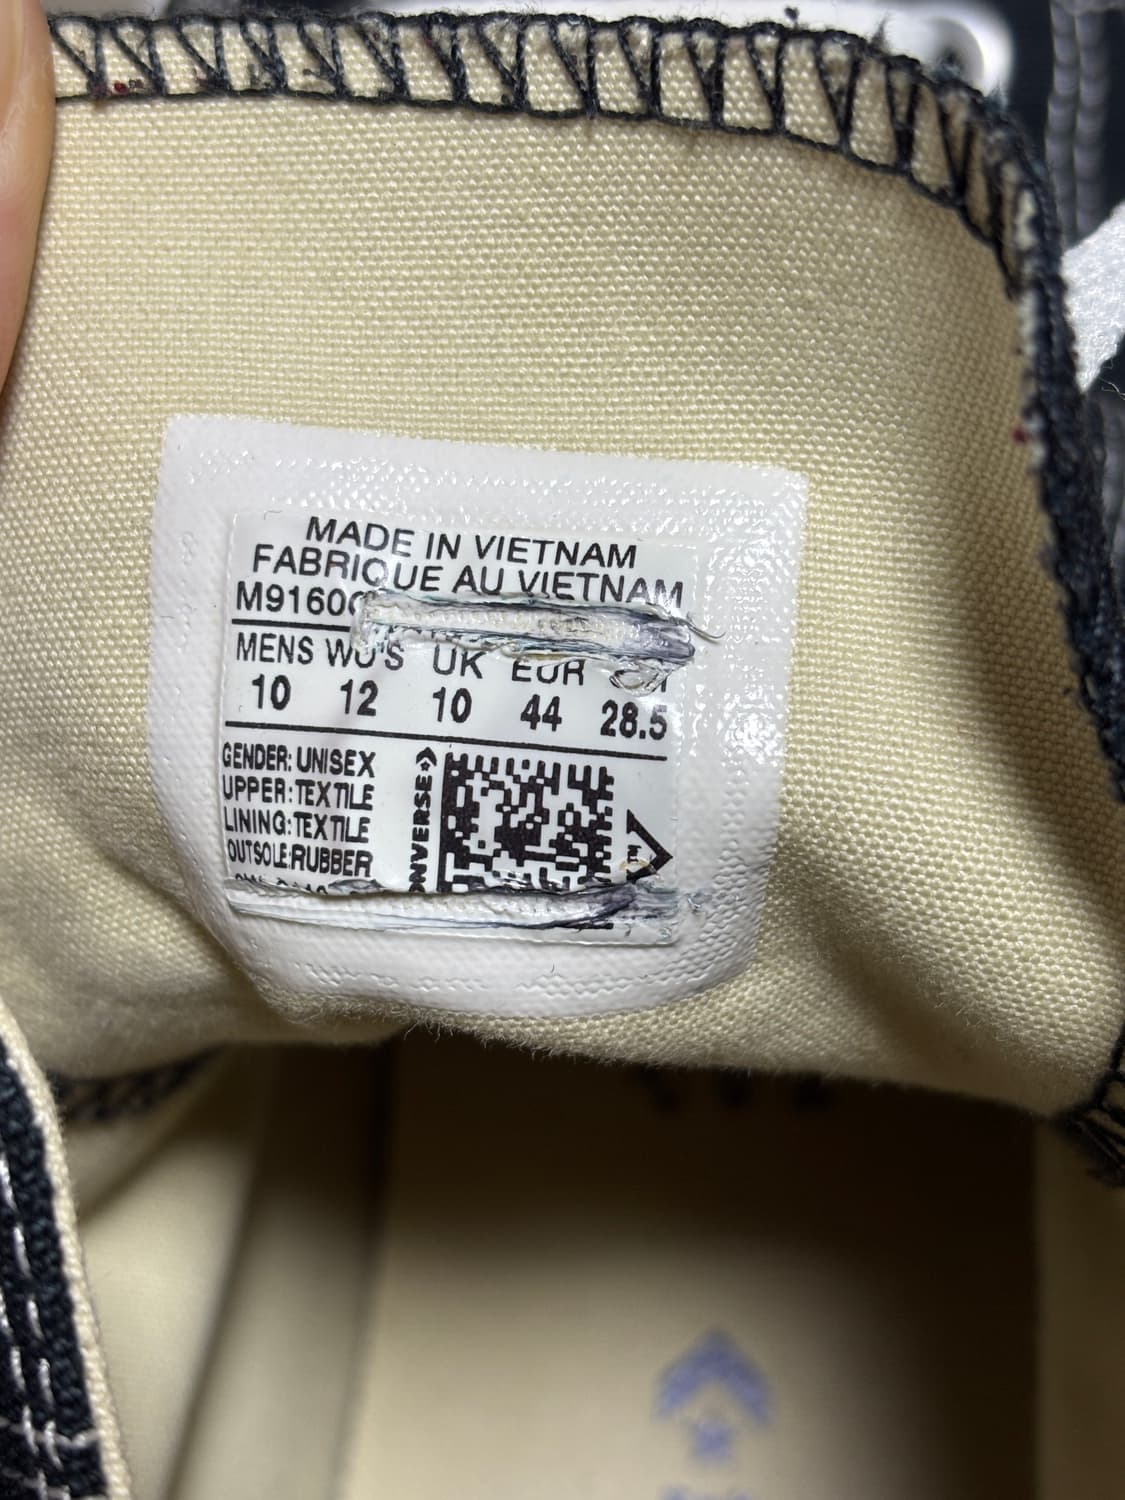 MADE IN VIETNAM
FABRIQUE AU VIETNAM
M9160
MENS WO'S UK EUR
10 12 10 44 28.5
GENDER: UNISEX
UPPER: TEXTILE
LINING: TEXTILE
OUTSOLE: RUBBER
CONVERSE